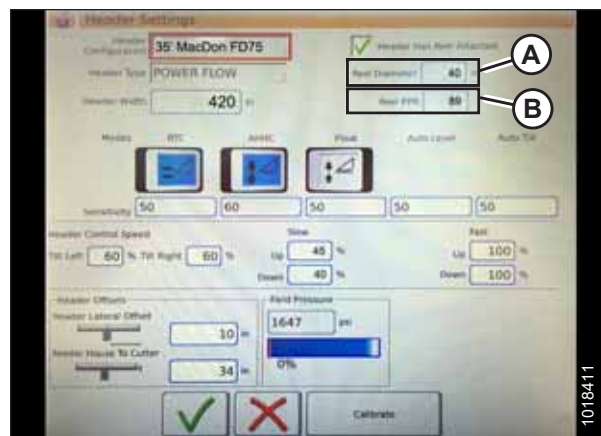 Header Settings
Header Configuration 35' MacDon FD75
Header Has Reel Attached
A
Header Type POWER FLOW
Reel Diameter 40 in
Header Width 420 in
Reel PPR 89
B
Modes RTC AHHC Float Auto Level Auto Tilt
Sensitivity 50 60 50 50 50
Header Control Speed
Slow Fast
Tilt Left 60 % Tilt Right 60 % Up 45 % Up 100 %
Down 40 % Down 100 %
Header Offsets Field Pressure
Header Lateral Offset 10 in 1647 psi
Feeder House To Cutter 34 in 0%
Calibrate
1018411